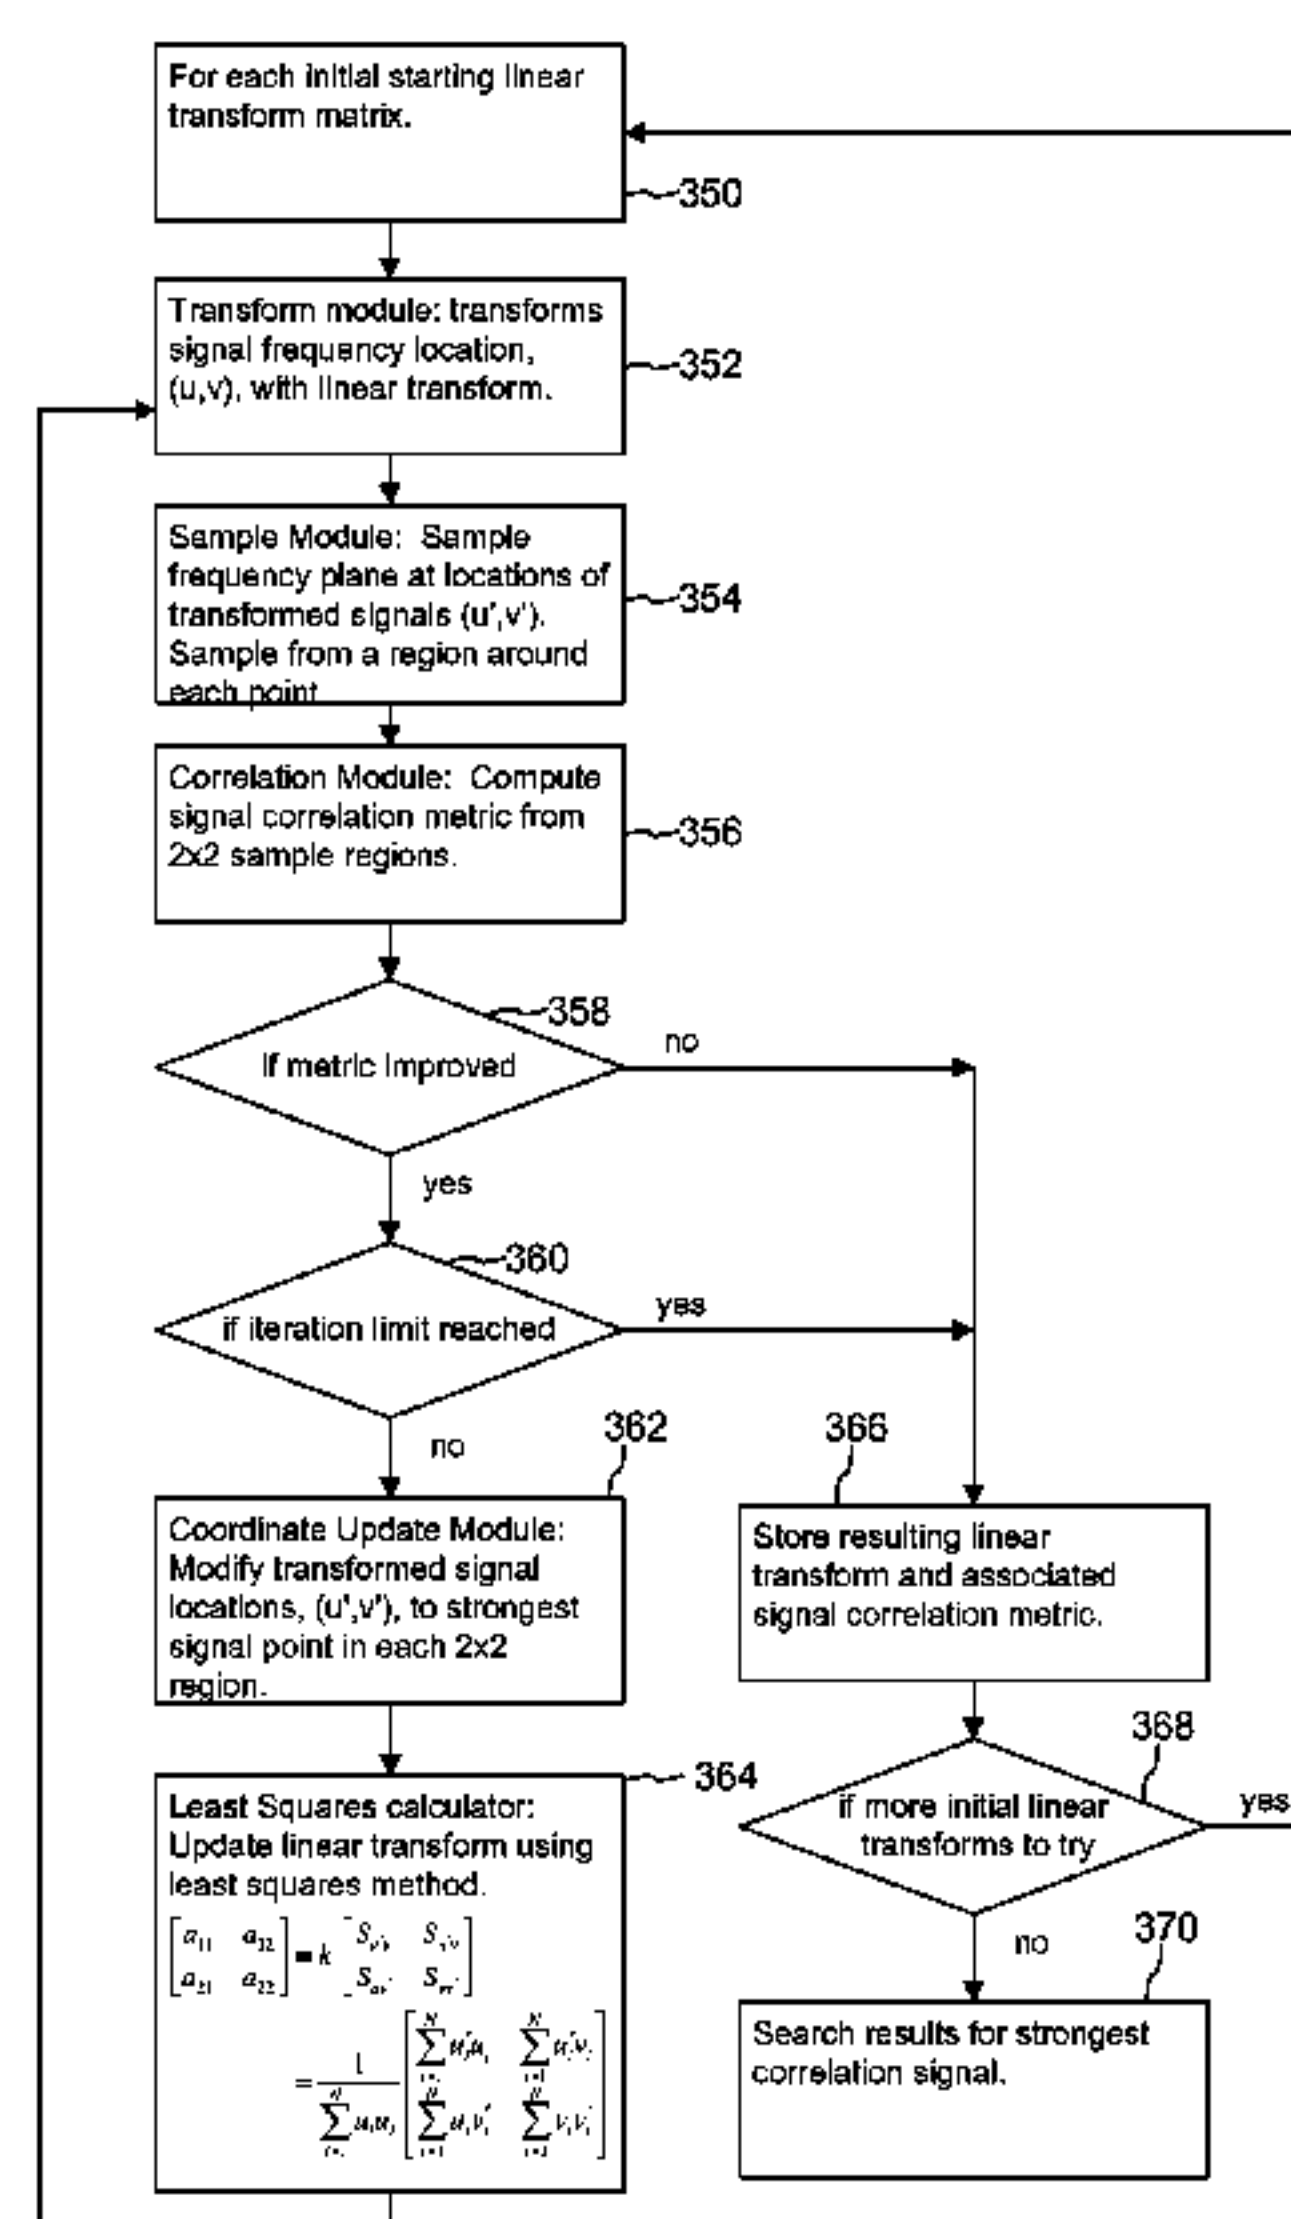 For each initial starting linear
transform matrix.
350
Transform module: transforms
signal frequency location,
(u,v), with linear transform.
352
Sample Module: Sample
frequency plane at locations of
transformed signals (u',v').
Sample from a region around
each point
354
Correlation Module: Compute
signal correlation metric from
2x2 sample regions.
356
358
If metric improved
no
yes
360
if iteration limit reached
yes
no
362
Coordinate Update Module:
Modify transformed signal
locations, (u',v'), to strongest
signal point in each 2x2
region.
366
Store resulting linear
transform and associated
signal correlation metric.
364
Least Squares calculator:
Update linear transform using
least squares method.
368
if more initial linear
transforms to try
yes
no
370
Search results for strongest
correlation signal.